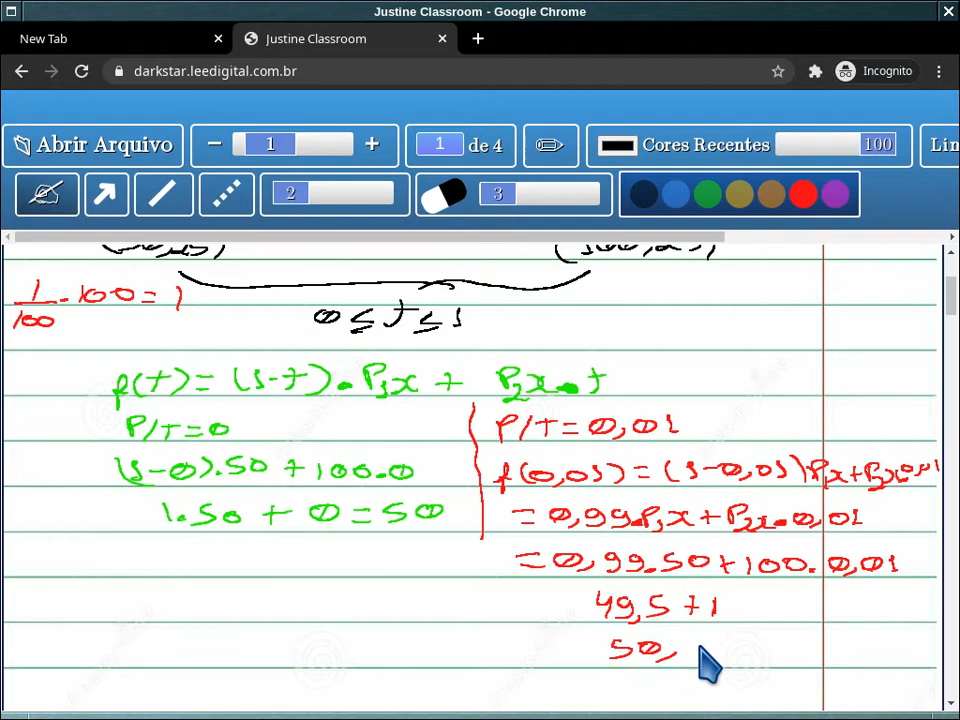 Justine Classroom - Google Chrome
New Tab
Justine Classroom
darkstar.leedigital.com.br
Incognito
Abrir Arquivo
− 1 +
1 de 4
Cores Recentes 100
Lin
2
3
1/100 . 100 = 1
0 ≤ t ≤ 1
f(t) = (1-t).P1x + P2x.t
P/T=0
(1-0).50 + 100.0
1.50 + 0 = 50
P/T = 0,01
f(0,01) = (1-0,01)P1x+P2x0,01
= 0,99.P1x + P2x.0,01
= 0,99.50 + 100.0,01
49,5 + 1
50,